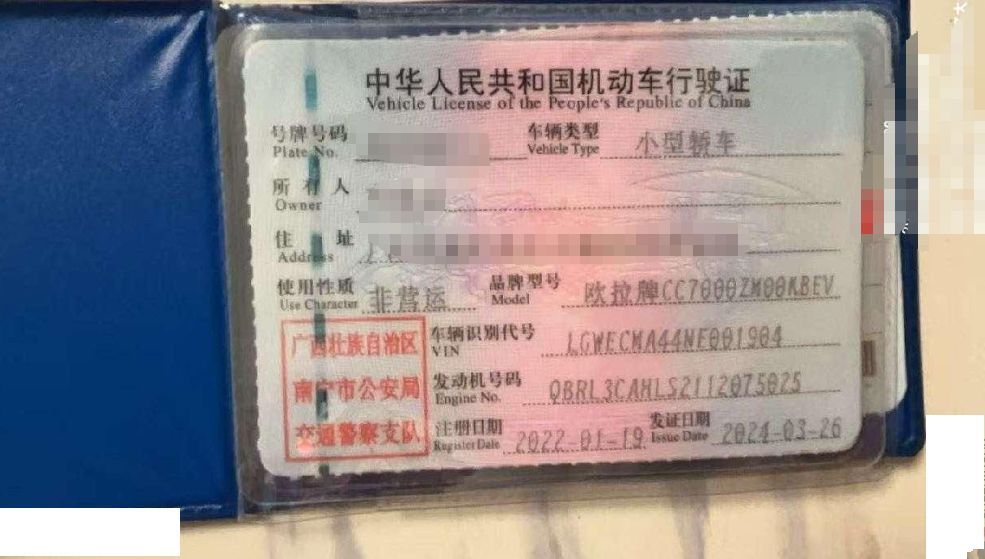 中华人民共和国机动车行驶证
Vehicle License of the People's Republic of China
号牌号码 车辆类型 小型轿车
Plate No. Vehicle Type
所有人
Owner
住址
Address
使用性质 非营运 品牌型号 欧拉牌CC7000ZM00KBEV
Use Character Model
广西壮族自治区 车辆识别代号 LGWECMA44NE001904
VIN
南宁市公安局 发动机号码 QBRL3CAHLS2112075025
Engine No.
交通警察支队 注册日期 2022-01-19 发证日期 2024-03-26
Register Date Issue Date